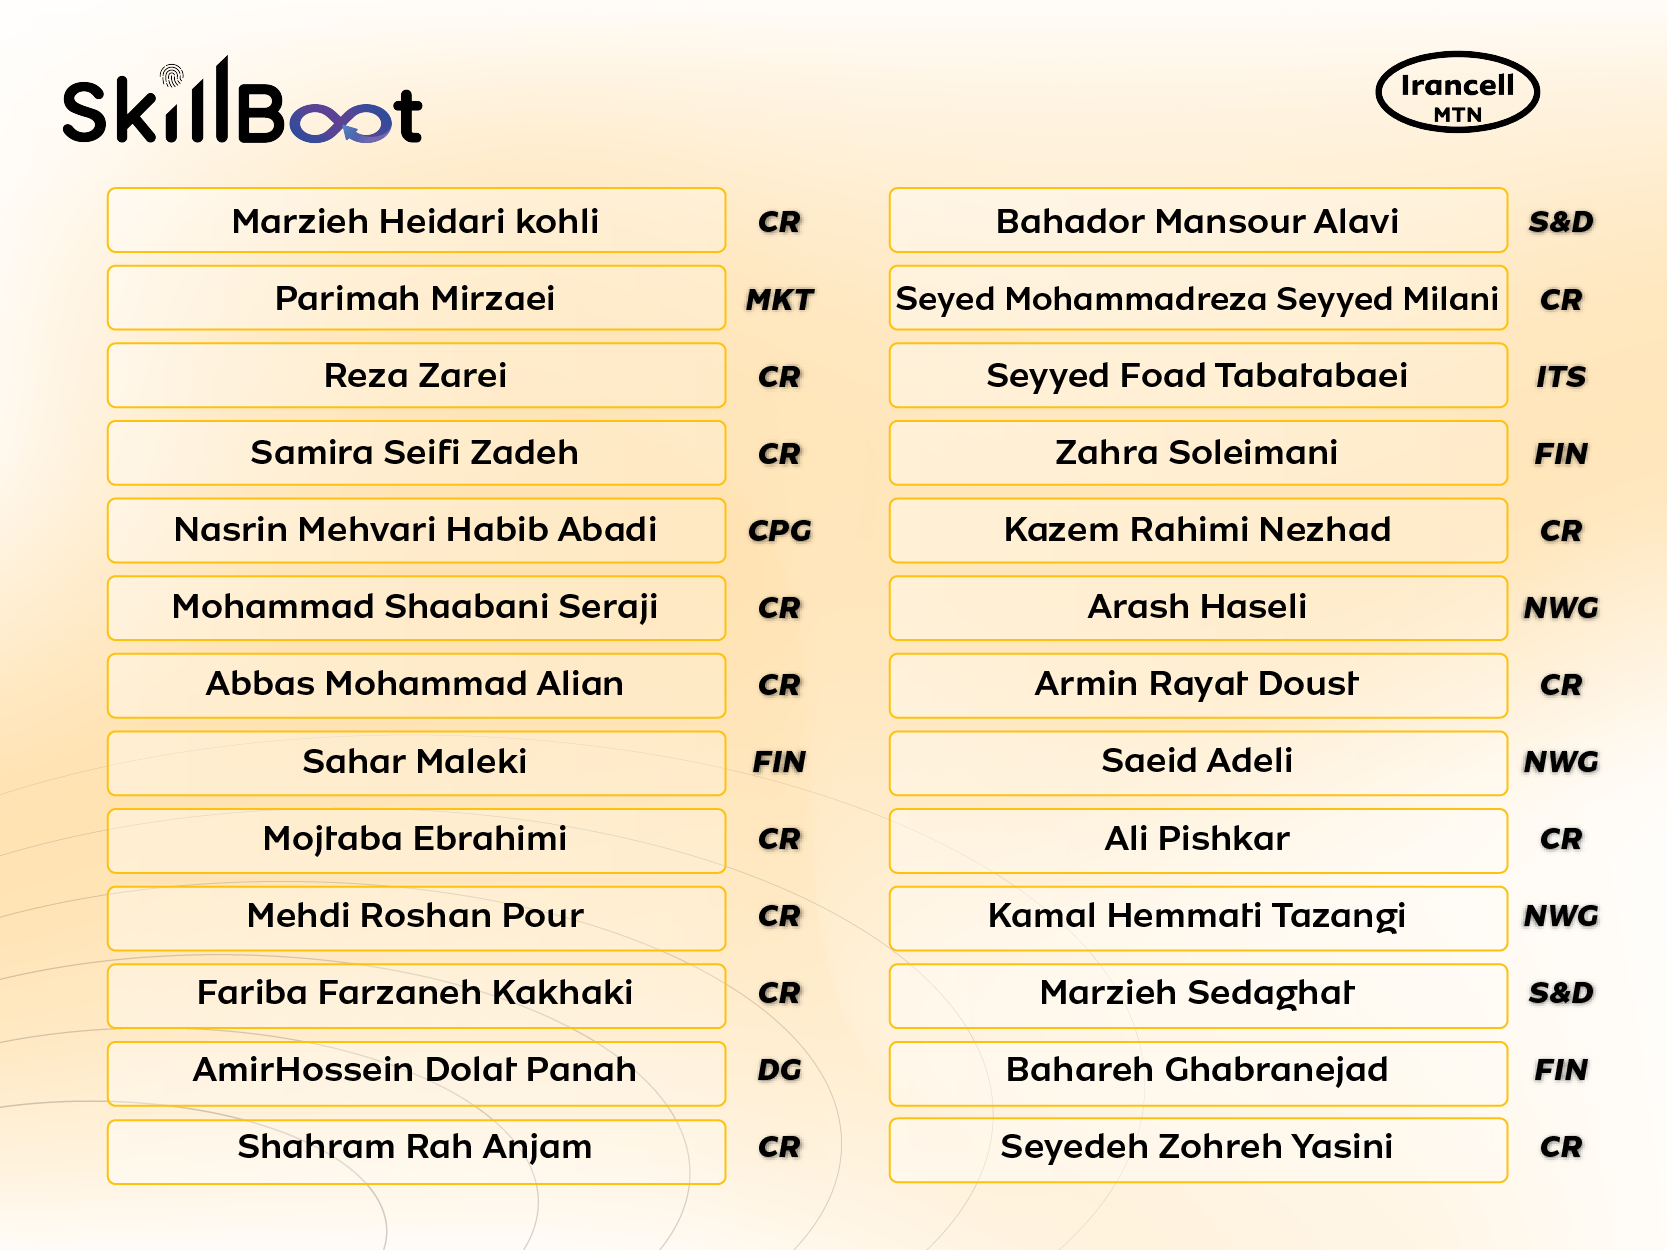 SkillBoot
Irancell
MTN
Marzieh Heidari kohli CR
Parimah Mirzaei MKT
Reza Zarei CR
Samira Seifi Zadeh CR
Nasrin Mehvari Habib Abadi CPG
Mohammad Shaabani Seraji CR
Abbas Mohammad Alian CR
Sahar Maleki FIN
Mojtaba Ebrahimi CR
Mehdi Roshan Pour CR
Fariba Farzaneh Kakhaki CR
AmirHossein Dolat Panah DG
Shahram Rah Anjam CR
Bahador Mansour Alavi S&D
Seyed Mohammadreza Seyyed Milani CR
Seyyed Foad Tabatabaei ITS
Zahra Soleimani FIN
Kazem Rahimi Nezhad CR
Arash Haseli NWG
Armin Rayat Doust CR
Saeid Adeli NWG
Ali Pishkar CR
Kamal Hemmati Tazangi NWG
Marzieh Sedaghat S&D
Bahareh Ghabranejad FIN
Seyedeh Zohreh Yasini CR